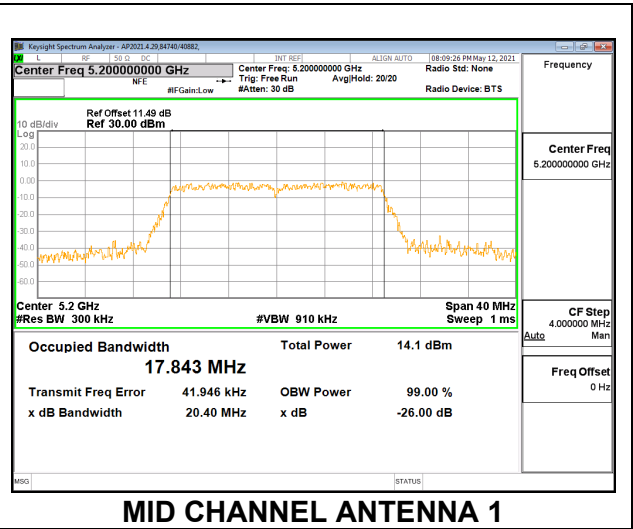 Keysight Spectrum Analyzer - AP2021.4.29,84740/40882,
L RF 50 Ω DC INT REF ALIGN AUTO 08:09:26 PM May 12, 2021
Center Freq 5.200000000 GHz Center Freq: 5.200000000 GHz Radio Std: None Frequency
NFE Trig: Free Run Avg|Hold: 20/20
#IFGain:Low #Atten: 30 dB Radio Device: BTS
Ref Offset 11.49 dB
10 dB/div Ref 30.00 dBm
Log
20.0
10.0
0.00
-10.0
-20.0
-30.0
-40.0
-50.0
-60.0
Center Freq
5.200000000 GHz
Center 5.2 GHz Span 40 MHz
#Res BW 300 kHz #VBW 910 kHz Sweep 1 ms
CF Step
4.000000 MHz
Auto Man
Occupied Bandwidth Total Power 14.1 dBm
17.843 MHz
Freq Offset
0 Hz
Transmit Freq Error 41.946 kHz OBW Power 99.00 %
x dB Bandwidth 20.40 MHz x dB -26.00 dB
MSG STATUS
MID CHANNEL ANTENNA 1